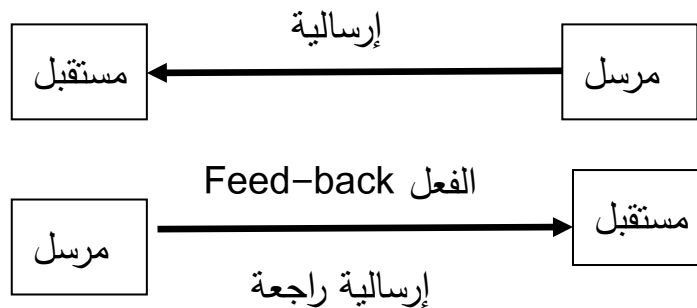 إرسالية
مرسل
مستقبل
الفعل Feed-back
مستقبل
مرسل
إرسالية راجعة